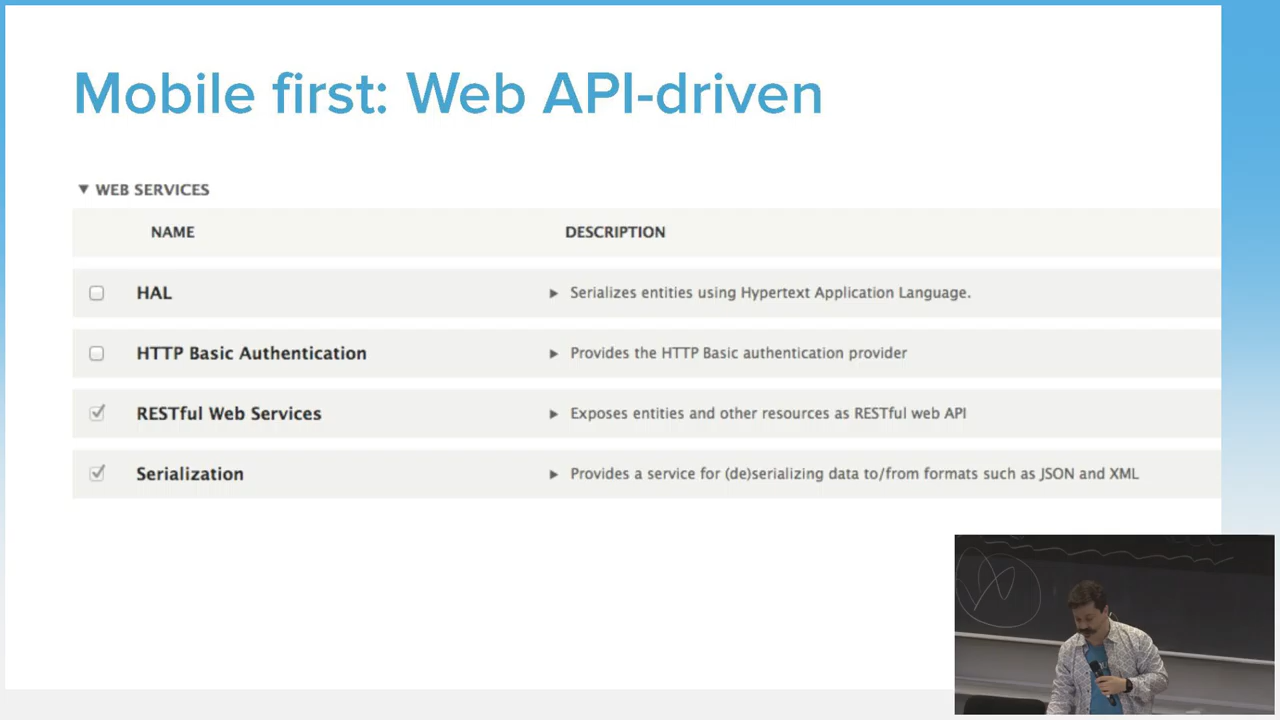 Mobile first: Web API-driven
▼ WEB SERVICES
NAME DESCRIPTION
HAL ▶ Serializes entities using Hypertext Application Language.
HTTP Basic Authentication ▶ Provides the HTTP Basic authentication provider
RESTful Web Services ▶ Exposes entities and other resources as RESTful web API
Serialization ▶ Provides a service for (de)serializing data to/from formats such as JSON and XML